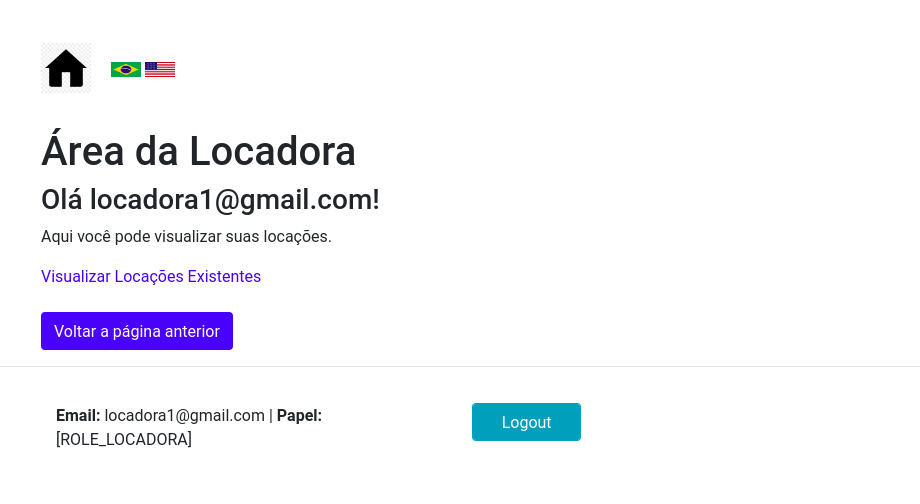 Área da Locadora
Olá locadora1@gmail.com!
Aqui você pode visualizar suas locações.
Visualizar Locações Existentes
Voltar a página anterior
Email: locadora1@gmail.com | Papel:
[ROLE_LOCADORA]
Logout